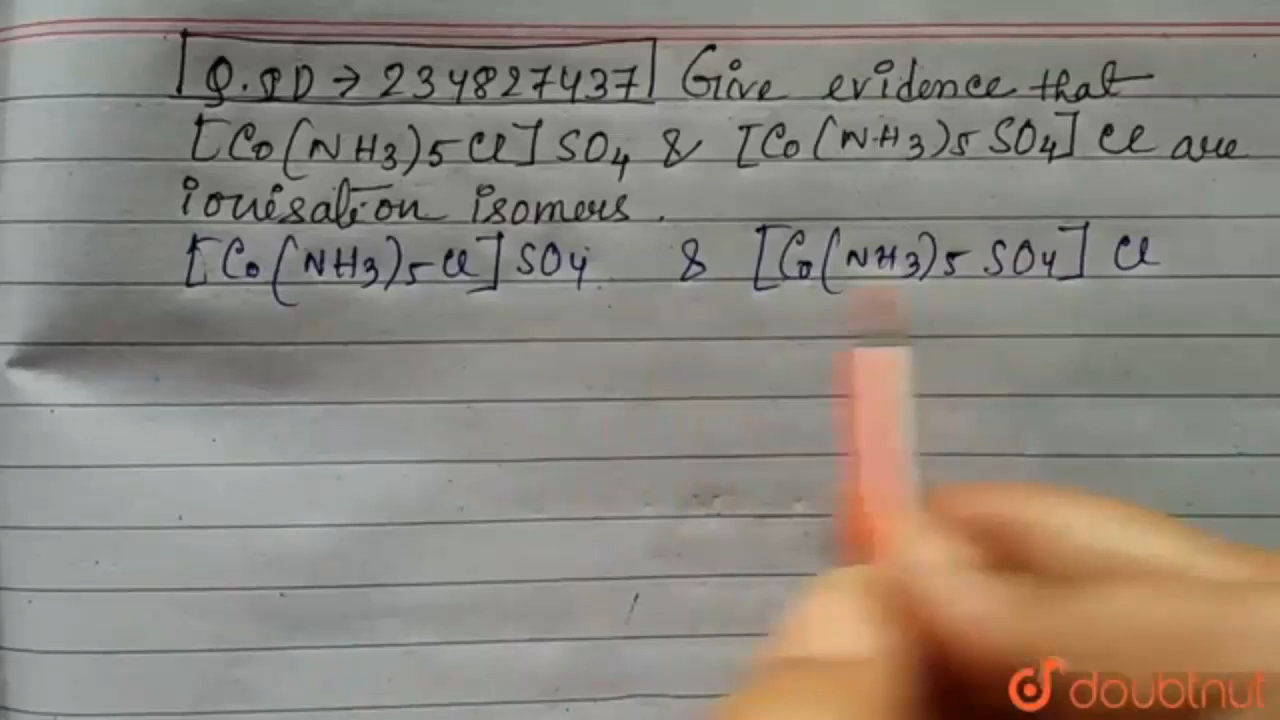 Q.ID → 234827437 Give evidence that
[Co(NH3)5Cl]SO4 & [Co(NH3)5SO4]Cl are
ionisation isomers.
[Co(NH3)5Cl]SO4 & [Co(NH3)5SO4]Cl
doubtnut